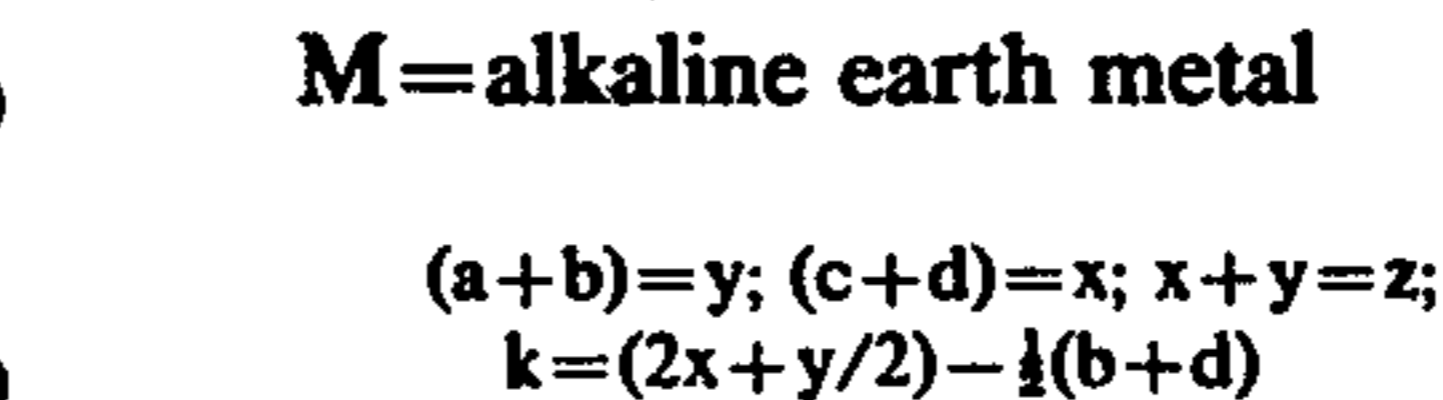 M=alkaline earth metal
(a+b)=y; (c+d)=x; x+y=z;
k=(2x+y/2)−½(b+d)